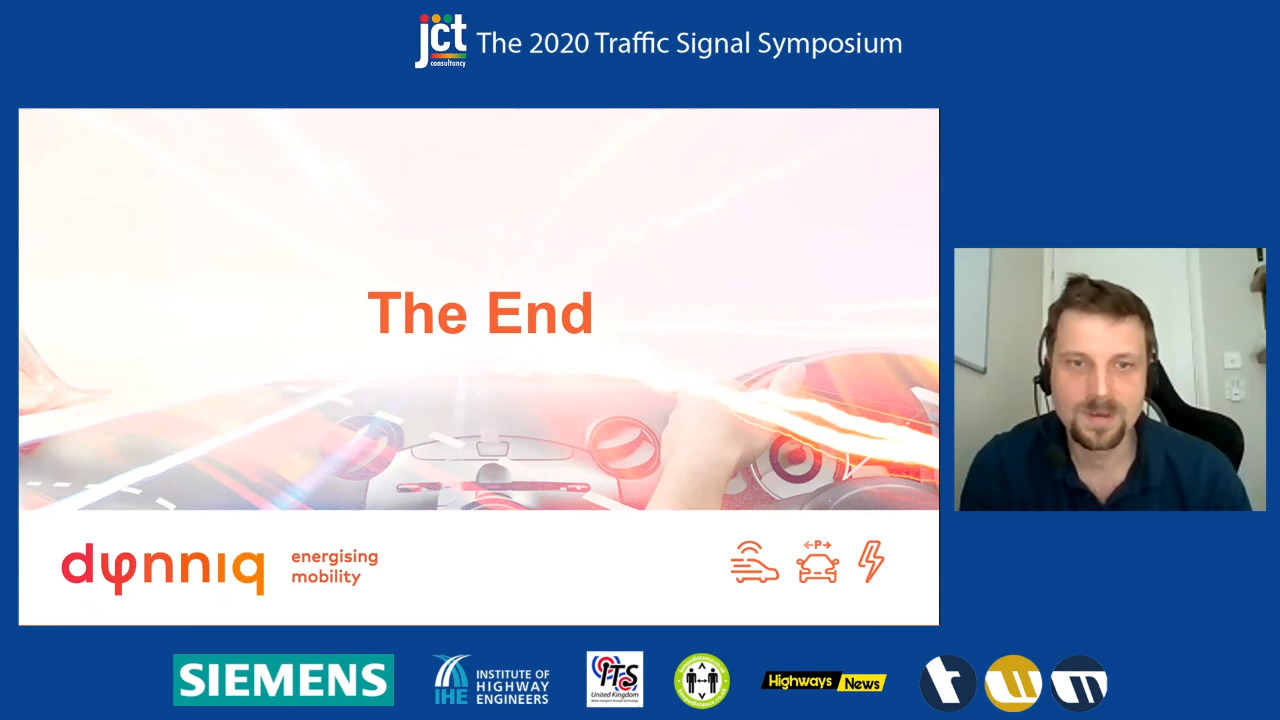 jct
consultancy
The 2020 Traffic Signal Symposium
The End
dynniq
energising
mobility
P
SIEMENS
IHE
INSTITUTE OF
HIGHWAY
ENGINEERS
ITS
United Kingdom
Highways
News